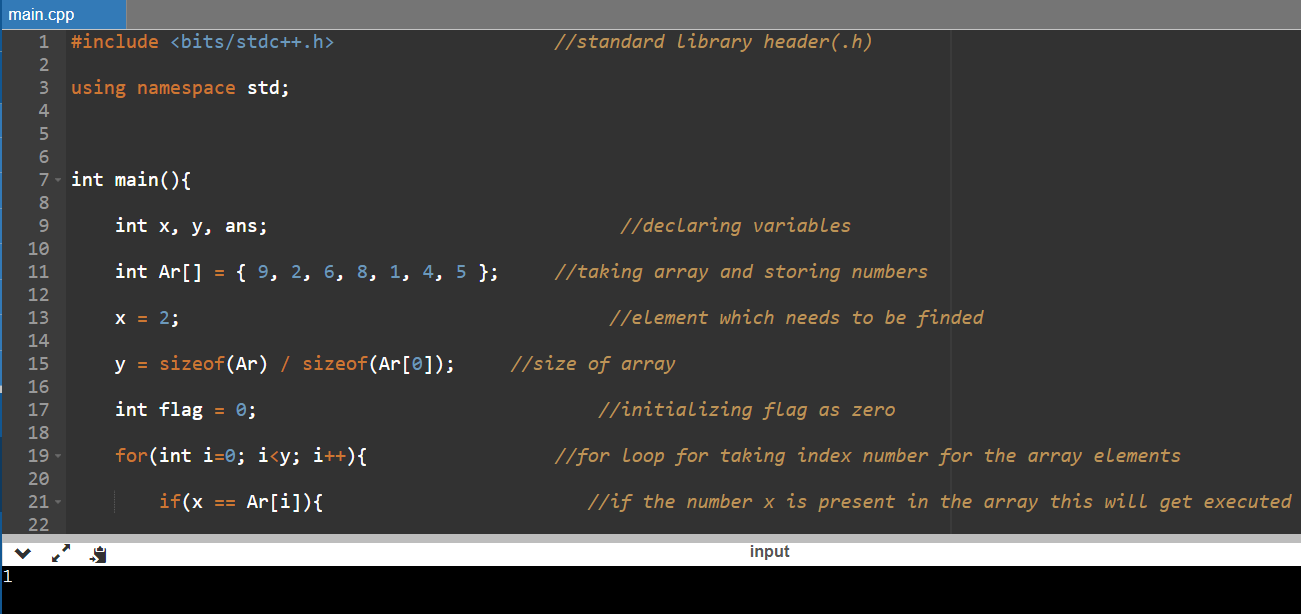 main.cpp
1 #include <bits/stdc++.h> //standard library header(.h)
2
3 using namespace std;
4
5
6
7 int main(){
8
9 int x, y, ans; //declaring variables
10
11 int Ar[] = { 9, 2, 6, 8, 1, 4, 5 }; //taking array and storing numbers
12
13 x = 2; //element which needs to be finded
14
15 y = sizeof(Ar) / sizeof(Ar[0]); //size of array
16
17 int flag = 0; //initializing flag as zero
18
19 for(int i=0; i<y; i++){ //for loop for taking index number for the array elements
20
21 if(x == Ar[i]){ //if the number x is present in the array this will get executed
22
input
1